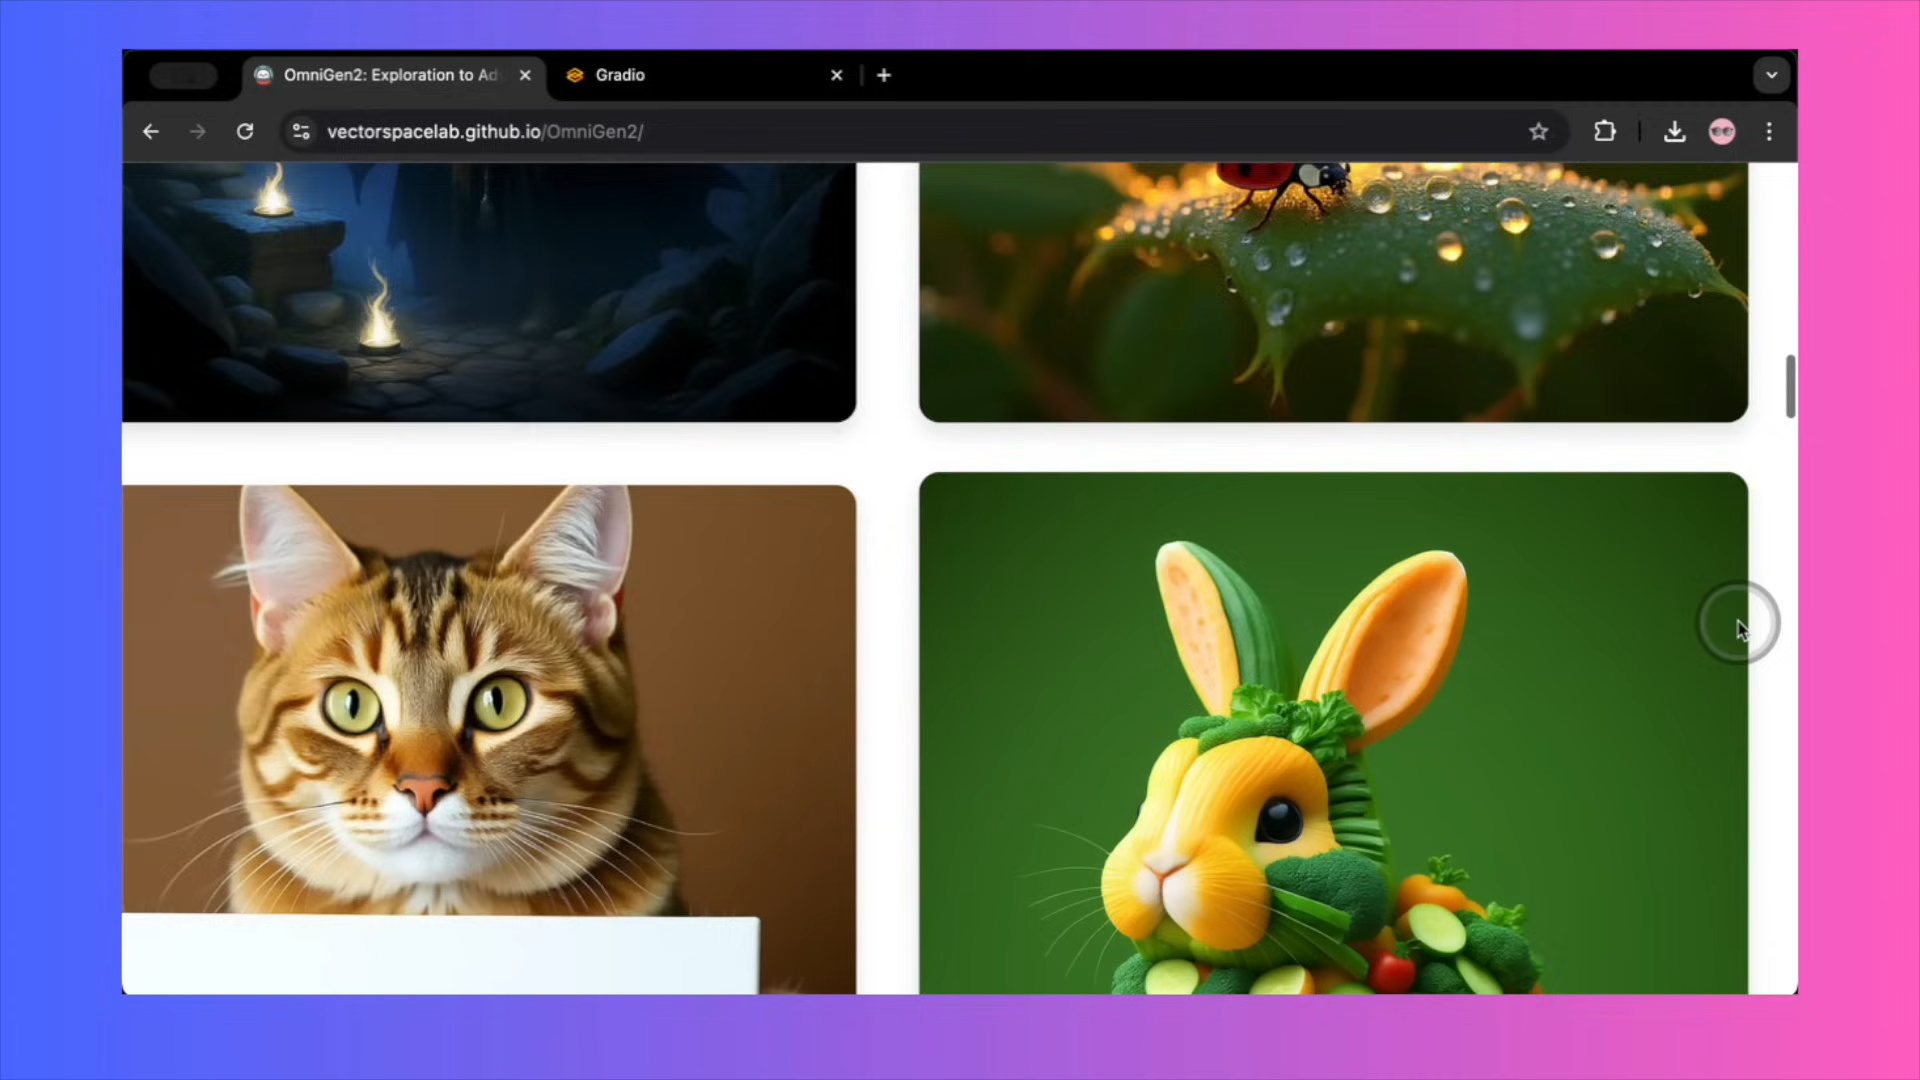 OmniGen2: Exploration to Ad
Gradio
vectorspacelab.github.io/OmniGen2/